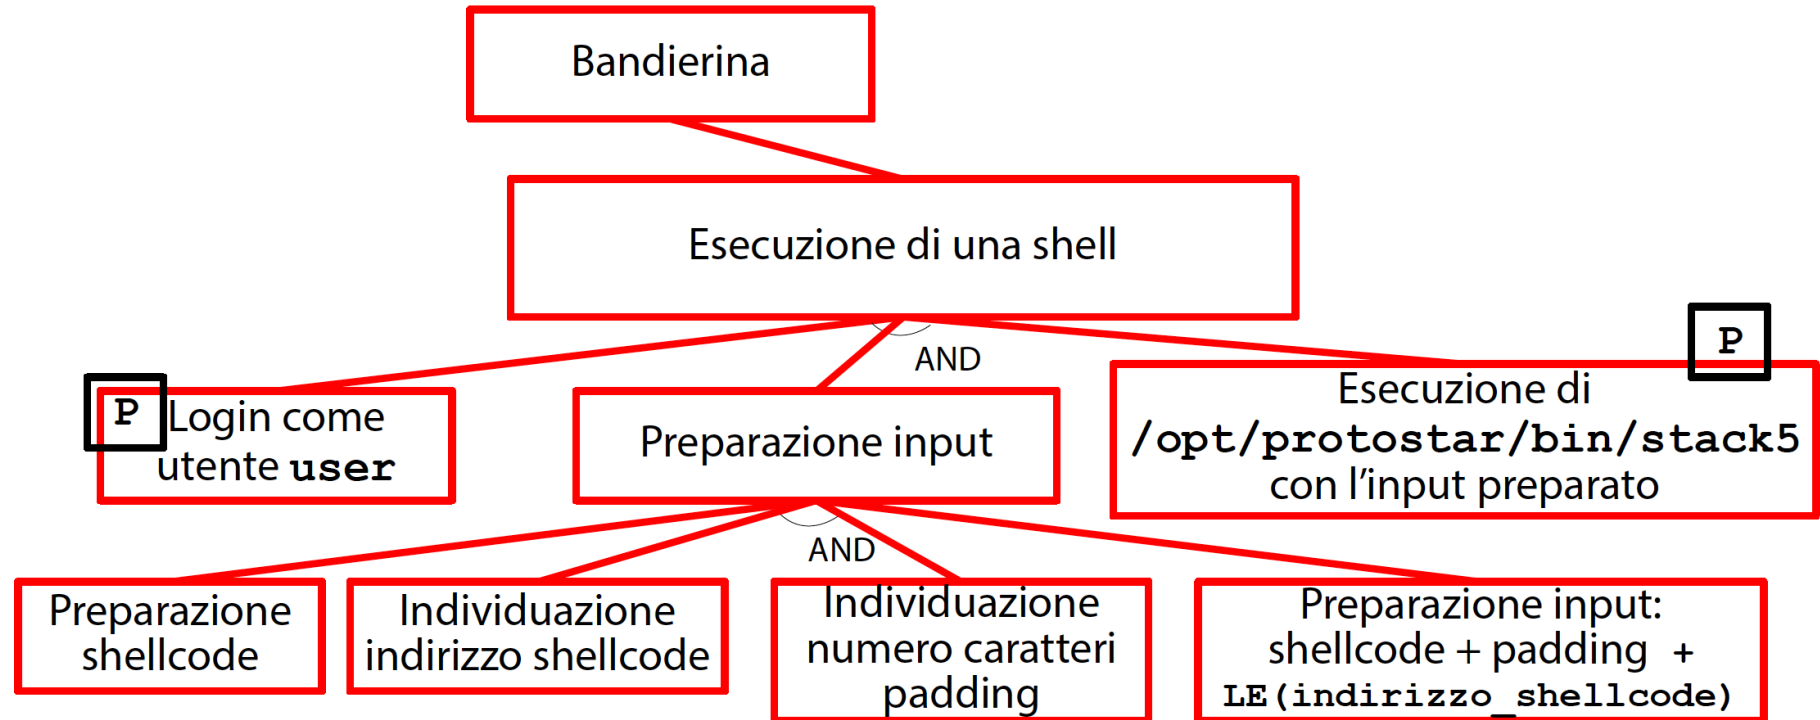 Bandierina
Esecuzione di una shell
AND
P
Login come
utente user
Preparazione input
P
Esecuzione di
/opt/protostar/bin/stack5
con l'input preparato
AND
Preparazione
shellcode
Individuazione
indirizzo shellcode
Individuazione
numero caratteri
padding
Preparazione input:
shellcode + padding +
LE(indirizzo_shellcode)